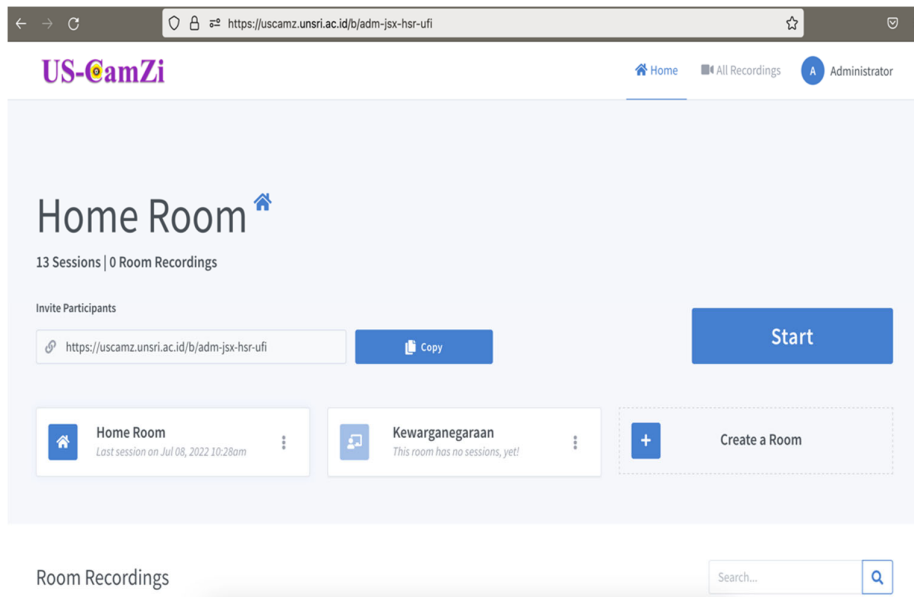 https://uscamz.unsri.ac.id/b/adm-jsx-hsr-ufi
US-CamZi
Home
All Recordings
A
Administrator
Home Room
13 Sessions | 0 Room Recordings
Invite Participants
https://uscamz.unsri.ac.id/b/adm-jsx-hsr-ufi
Copy
Start
Home Room
Last session on Jul 08, 2022 10:28am
Kewarganegaraan
This room has no sessions, yet!
Create a Room
Room Recordings
Search...